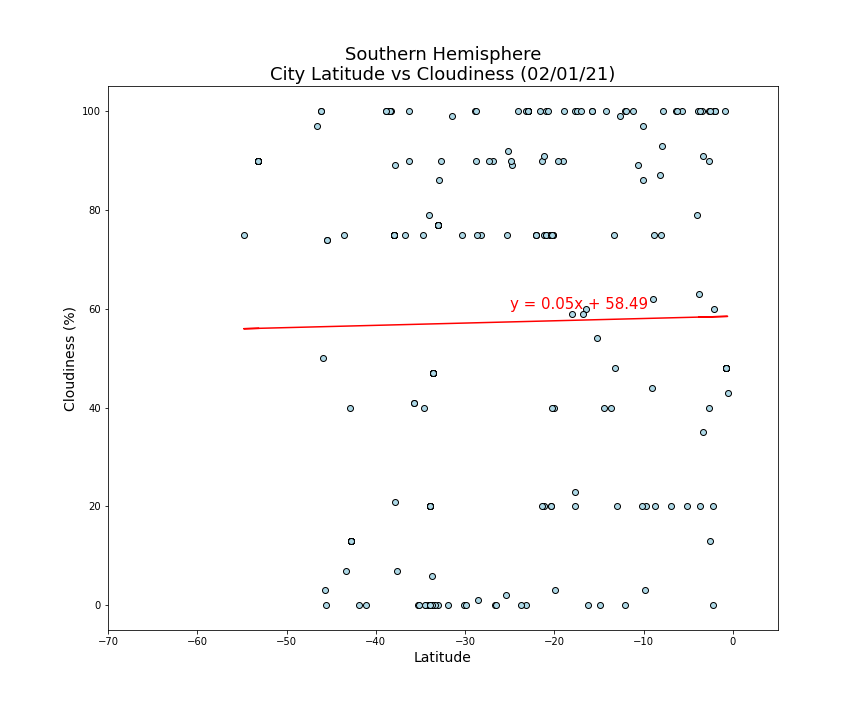 Southern Hemisphere
City Latitude vs Cloudiness (02/01/21)
100
80
60
40
20
0
Cloudiness (%)
y = 0.05x + 58.49
−70
−60
−50
−40
−30
−20
−10
0
Latitude